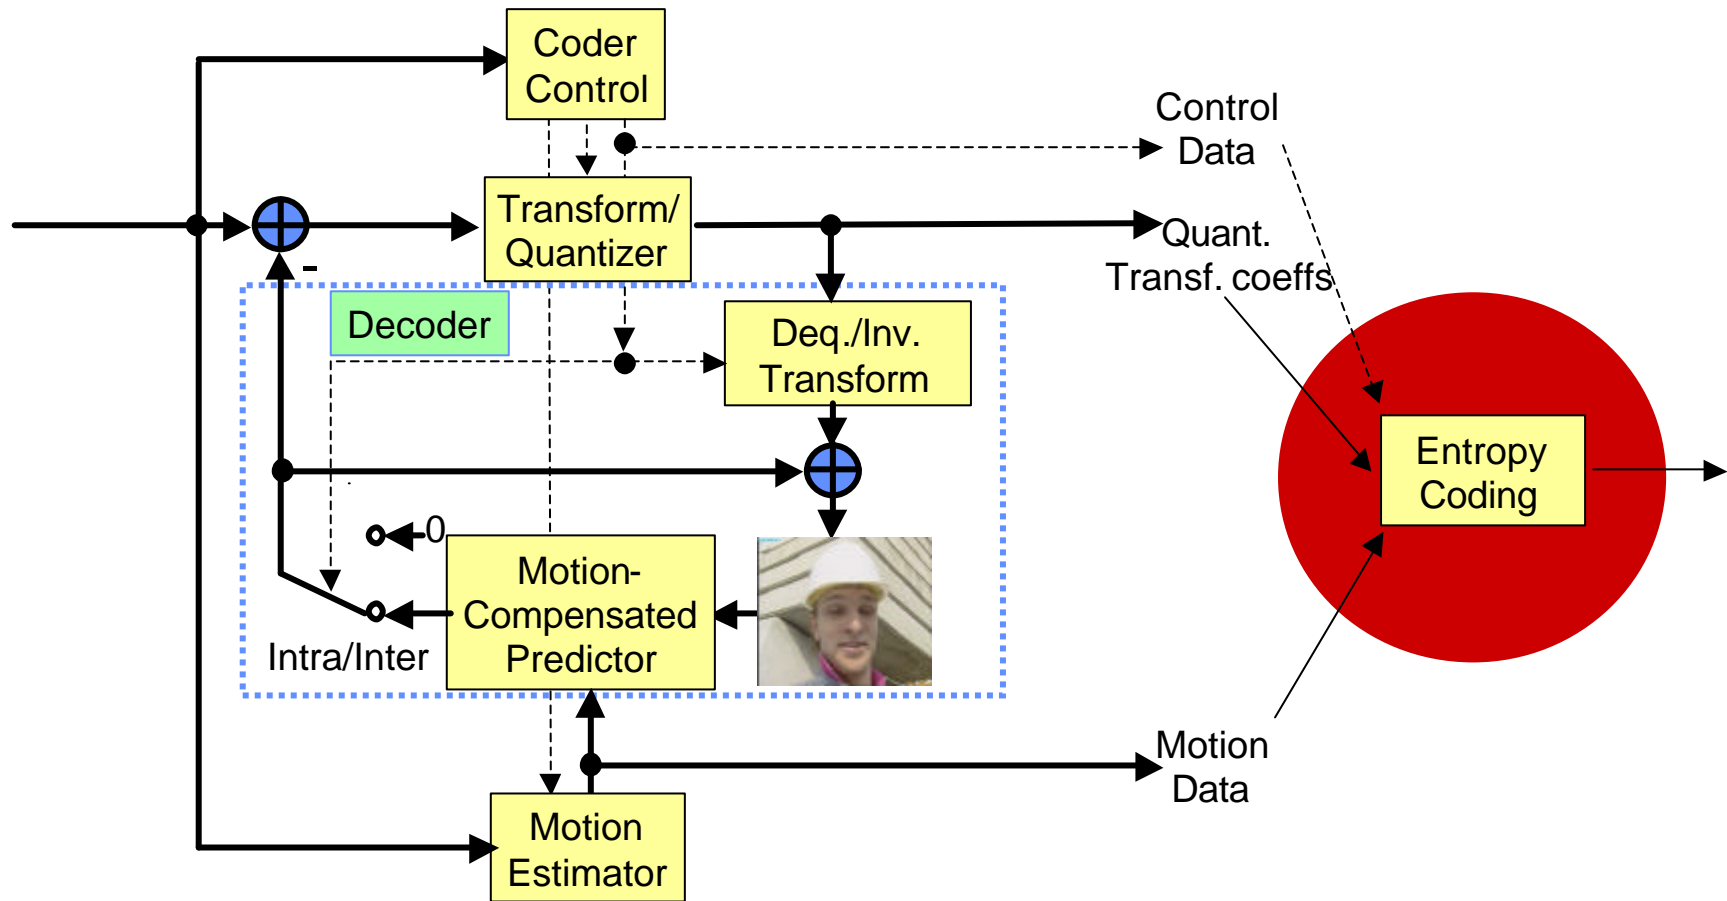 Coder
Control
Control
Data
Transform/
Quantizer
Quant.
Transf. coeffs
-
Decoder
Deq./Inv.
Transform
Entropy
Coding
0
Motion-
Compensated
Predictor
Intra/Inter
Motion
Data
Motion
Estimator